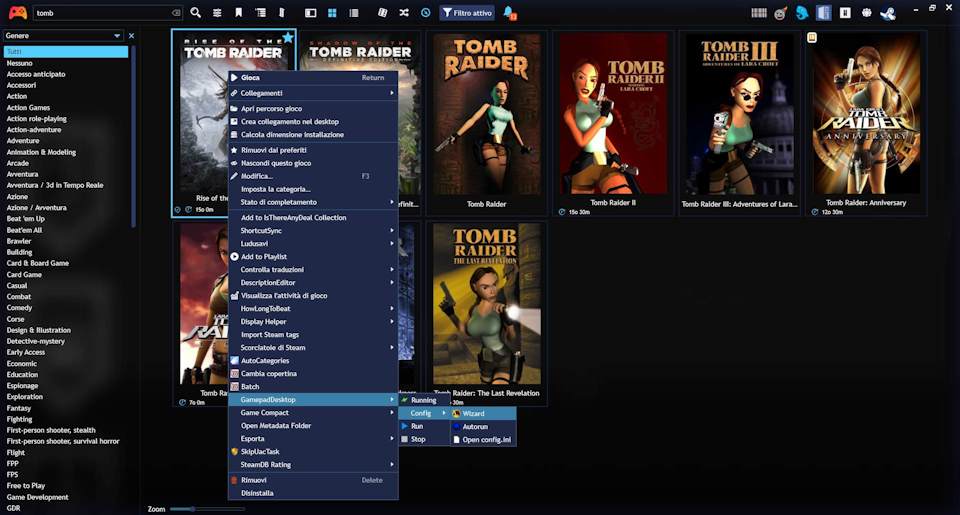 tomb
Filtro attivo
13
Genere
Tutti
Nessuno
Accesso anticipato
Accessori
Action
Action Games
Action role-playing
Action-adventure
Adventure
Animation & Modeling
Arcade
Avventura
Avventura / 3d in Tempo Reale
Azione
Azione / Avventura
Beat 'em Up
Beat'em All
Brawler
Building
Card & Board Game
Card Game
Casual
Combat
Comedy
Corse
Design & Illustration
Detective-mystery
Early Access
Economic
Education
Espionage
Exploration
Fantasy
Fighting
First-person shooter, stealth
First-person shooter, survival horror
Flight
FPP
FPS
Free to Play
Game Development
GDR
RISE OF THE
TOMB RAIDER
Rise of the
15o 0m
SHADOW OF THE
TOMB RAIDER
DEFINITIVE EDITION
TOMB
RAIDER
Tomb Raider
TOMB
RAIDER II
Tomb Raider II
15o 30m
TOMB
RAIDER III
ADVENTURES OF LARA CROFT
Tomb Raider III: Adventures of Lara...
TOMB
RAIDER
ANNIVERSARY
Tomb Raider: Anniversary
12o 30m
Gioca Return
Collegamenti
Apri percorso gioco
Crea collegamento nel desktop
Calcola dimensione installazione
Rimuovi dai preferiti
Nascondi questo gioco
Modifica... F3
Imposta la categoria...
Stato di completamento
Add to IsThereAnyDeal Collection
ShortcutSync
Ludusavi
Add to Playlist
Controlla traduzioni
DescriptionEditor
Visualizza l'attività di gioco
HowLongToBeat
Display Helper
Import Steam tags
Scorciatoie di Steam
AutoCategories
Cambia copertina
Batch
GamepadDesktop
Game Compact
Open Metadata Folder
Esporta
SkipUacTask
SteamDB Rating
Rimuovi Delete
Disinstalla
Running
Config
Run
Stop
Wizard
Autorun
Open config.ini
TOMB
7o 0m
TOMB
RAIDER
THE LAST REVELATION
Tomb Raider: The Last Revelation
30m
Zoom